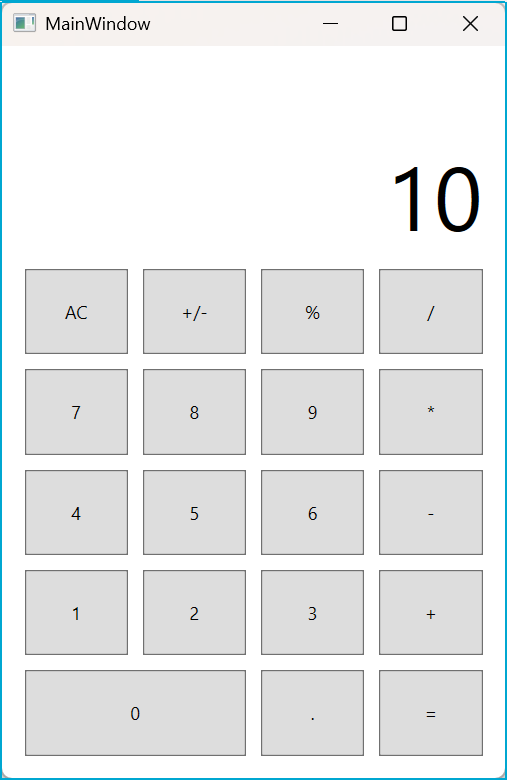 MainWindow
10
AC +/- % /
7 8 9 *
4 5 6 -
1 2 3 +
0 . =